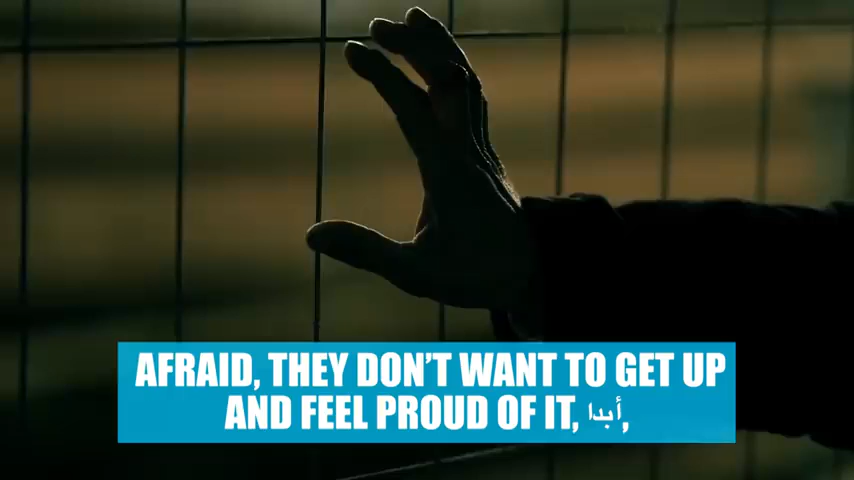 AFRAID, THEY DON'T WANT TO GET UP
AND FEEL PROUD OF IT, أبدا,